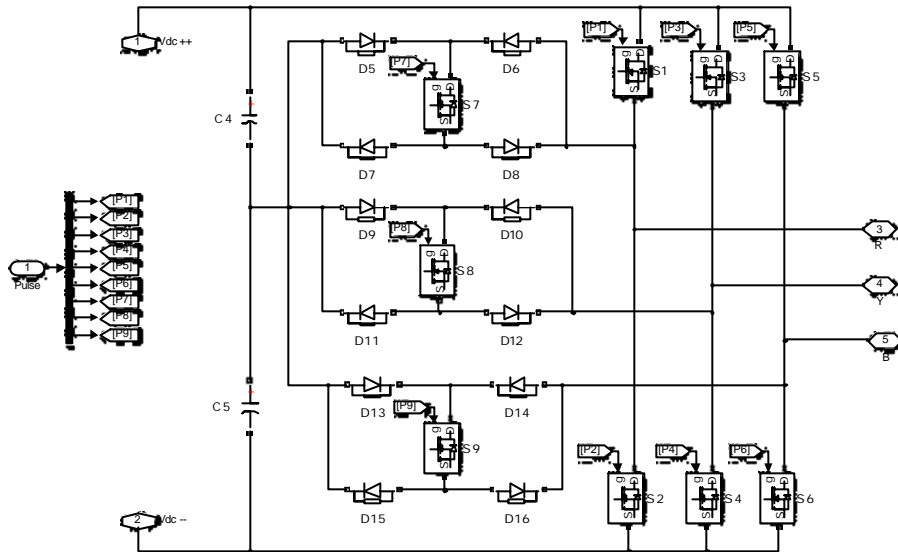 1
Vdc ++
[P1]
[P3]
[P5]
g
D
S
S1
g
D
S
S3
g
D
S
S5
D5
D6
[P7]
g
D
S
S7
C4
D7
D8
[P1]
[P2]
[P3]
[P4]
[P5]
[P6]
[P7]
[P8]
[P9]
1
Pulse
D9
D10
[P8]
g
D
S
S8
D11
D12
3
R
4
Y
5
B
C5
D13
D14
[P9]
g
D
S
S9
D15
D16
[P2]
[P4]
[P6]
g
D
S
S2
g
D
S
S4
g
D
S
S6
2
Vdc --